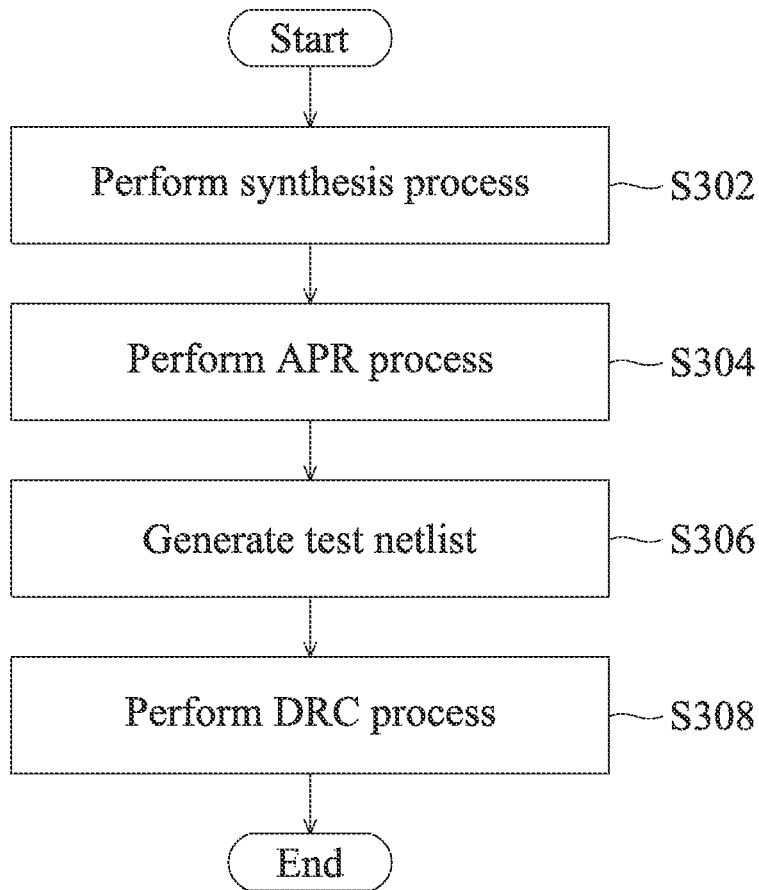 Start
Perform synthesis process
S302
Perform APR process
S304
Generate test netlist
S306
Perform DRC process
S308
End